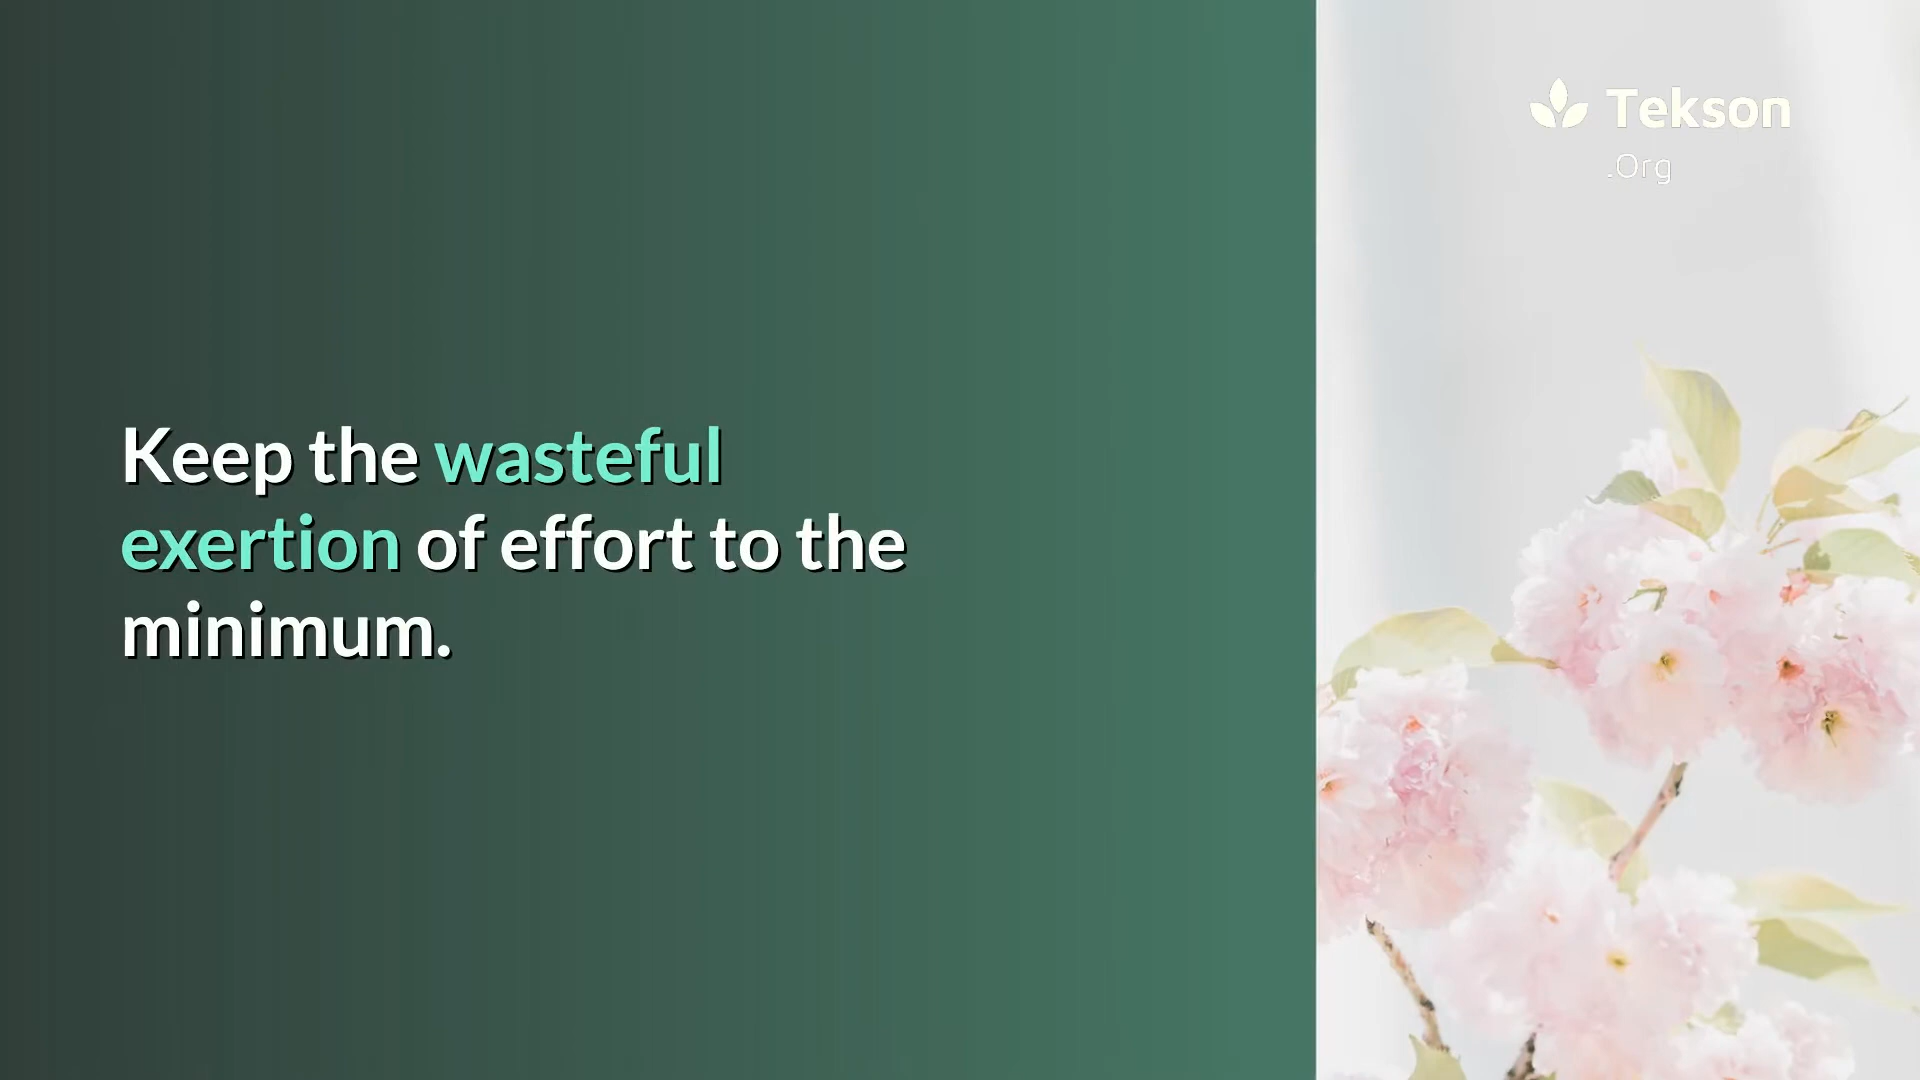 Tekson
.Org
Keep the wasteful
exertion of effort to the
minimum.